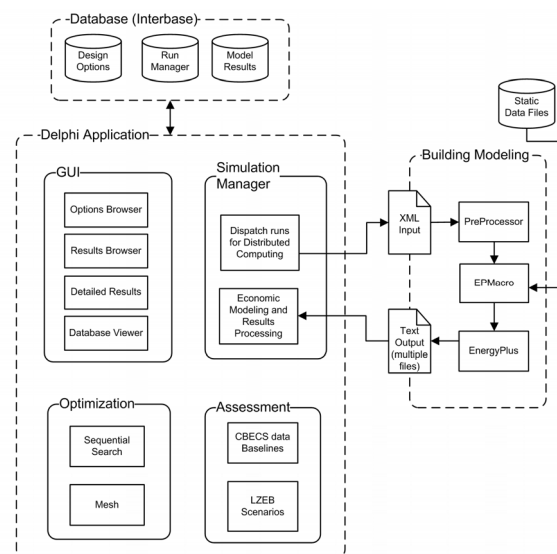 Database (Interbase)
Design
Options
Run
Manager
Model
Results
Static
Data Files
Delphi Application
GUI
Options Browser
Results Browser
Detailed Results
Database Viewer
Simulation
Manager
Dispatch runs
for Distributed
Computing
Economic
Modeling and
Results
Processing
Building Modeling
XML
Input
PreProcessor
EPMacro
EnergyPlus
Text
Output
(multiple
files)
Optimization
Sequential
Search
Mesh
Assessment
CBECS data
Baselines
LZEB
Scenarios